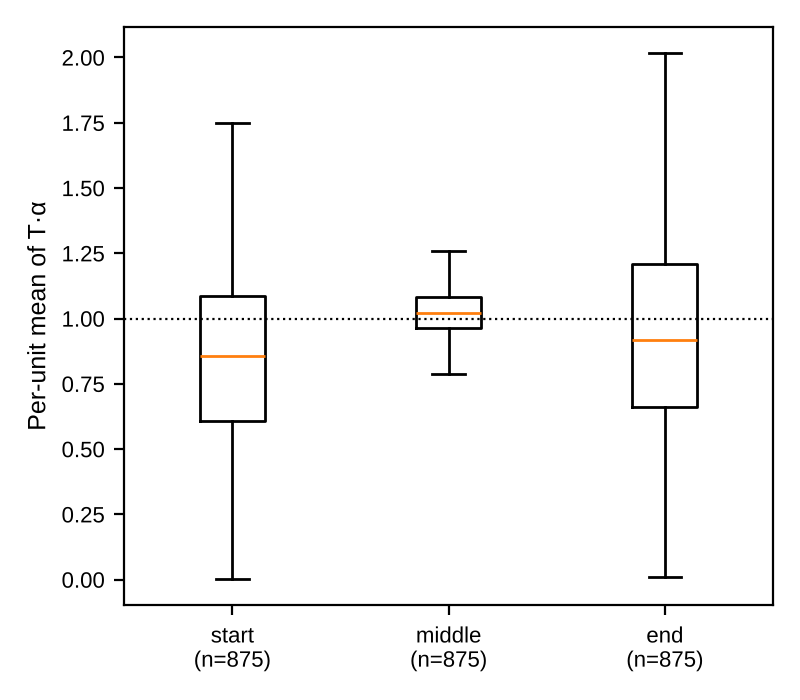 Per-unit mean of T·α
2.00
1.75
1.50
1.25
1.00
0.75
0.50
0.25
0.00
start
(n=875)
middle
(n=875)
end
(n=875)